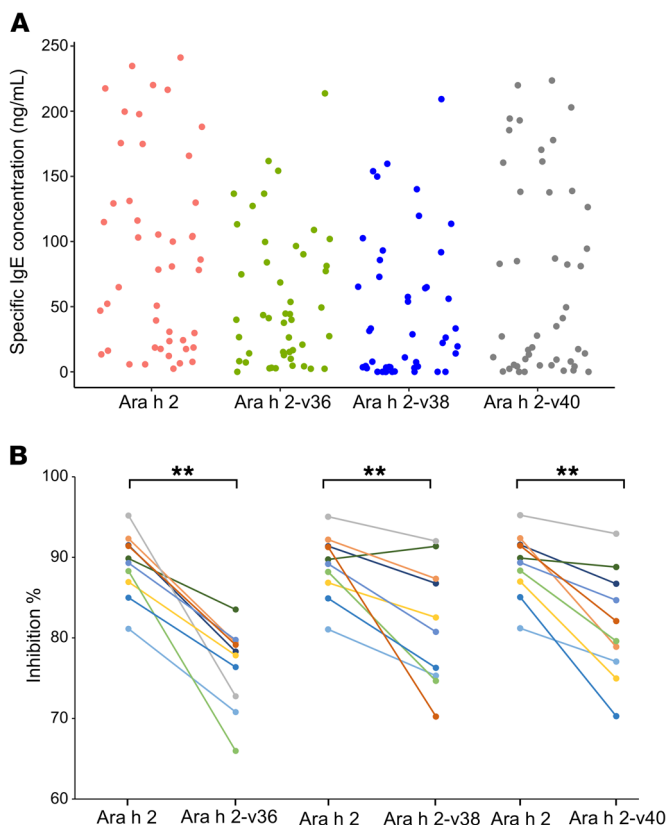 A
Specific IgE concentration (ng/mL)
250
200
150
100
50
0
Ara h 2 Ara h 2-v36 Ara h 2-v38 Ara h 2-v40
B
Inhibition %
100
90
80
70
60
** ** **
Ara h 2 Ara h 2-v36 Ara h 2 Ara h 2-v38 Ara h 2 Ara h 2-v40